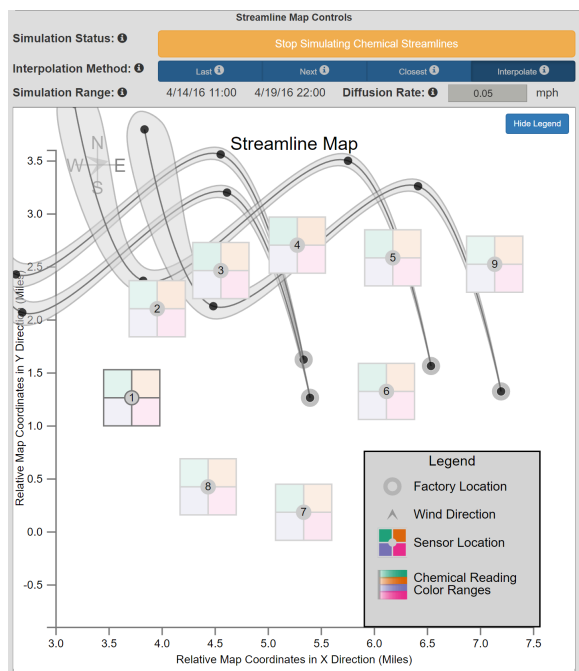 Streamline Map Controls
Simulation Status:
Stop Simulating Chemical Streamlines
Interpolation Method:
Last
Next
Closest
Interpolate
Simulation Range:
4/14/16 11:00
4/19/16 22:00
Diffusion Rate:
0.05
mph
Hide Legend
Streamline Map
N
W
E
S
3.5
3.0
2.5
2.0
1.5
1.0
0.5
0.0
-0.5
Relative Map Coordinates in Y Direction (Miles)
1
2
3
4
5
6
7
8
9
Legend
Factory Location
Wind Direction
Sensor Location
Chemical Reading
Color Ranges
3.0
3.5
4.0
4.5
5.0
5.5
6.0
6.5
7.0
7.5
Relative Map Coordinates in X Direction (Miles)